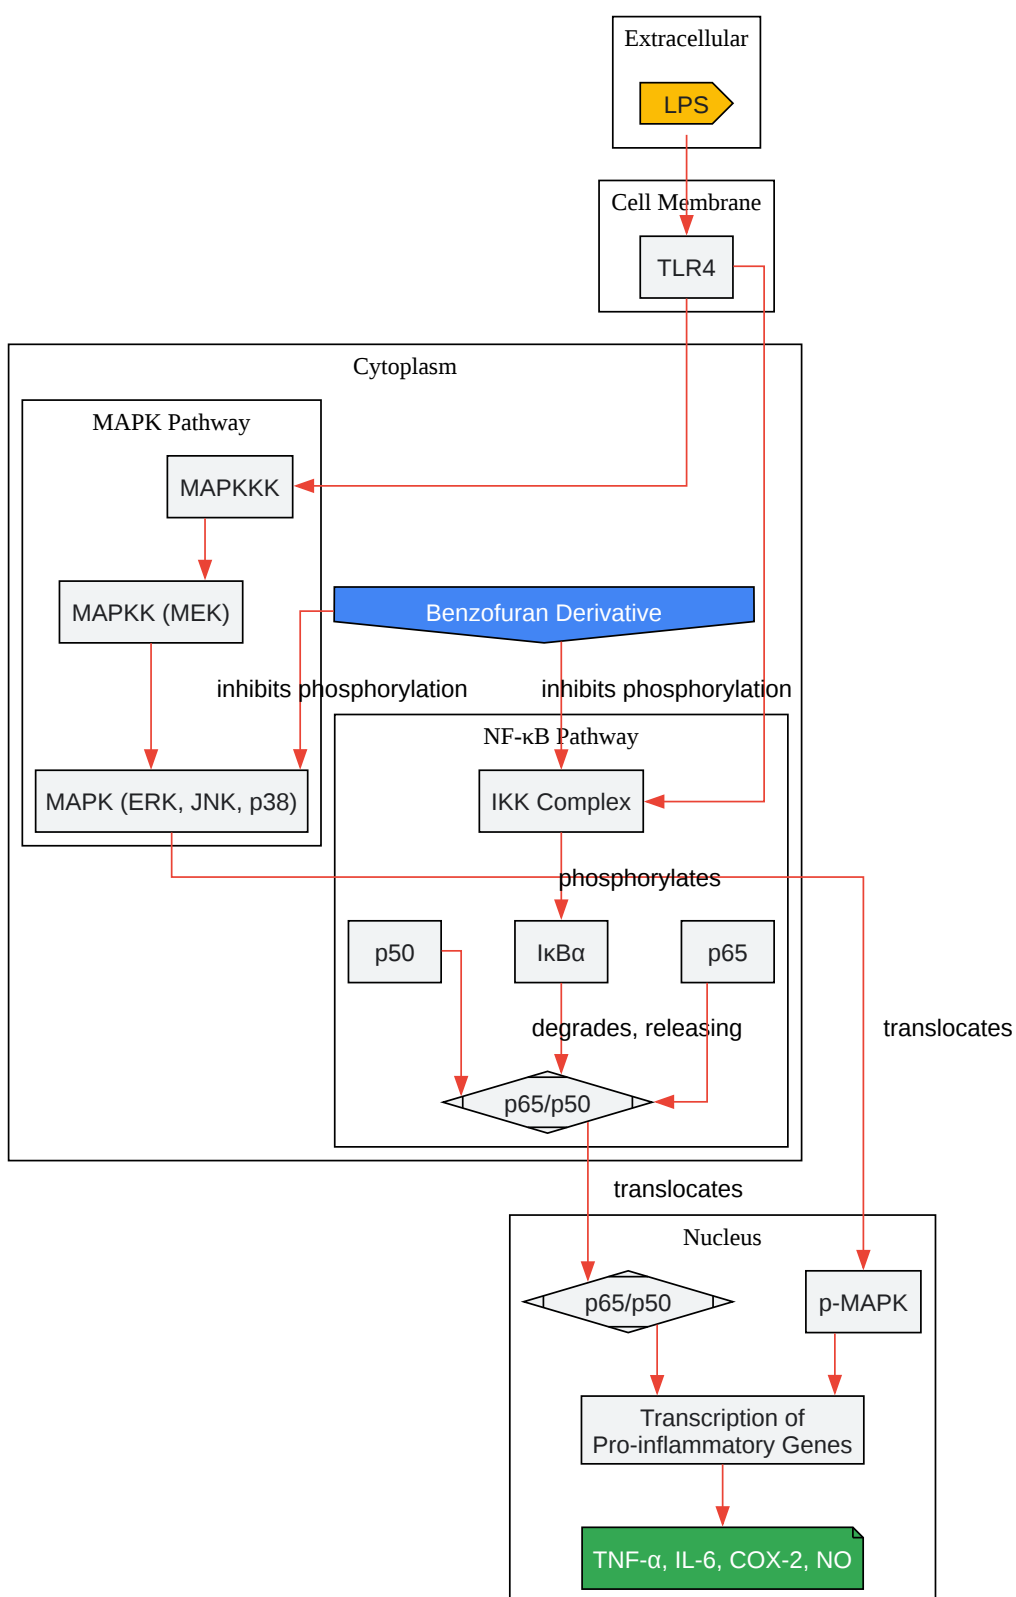 Extracellular
LPS
Cell Membrane
TLR4
Cytoplasm
MAPK Pathway
MAPKKK
MAPKK (MEK)
Benzofuran Derivative
inhibits phosphorylation
inhibits phosphorylation
NF-κB Pathway
MAPK (ERK, JNK, p38)
IKK Complex
phosphorylates
p50
IκBα
p65
degrades, releasing
translocates
p65/p50
translocates
Nucleus
p65/p50
p-MAPK
Transcription of
Pro-inflammatory Genes
TNF-α, IL-6, COX-2, NO